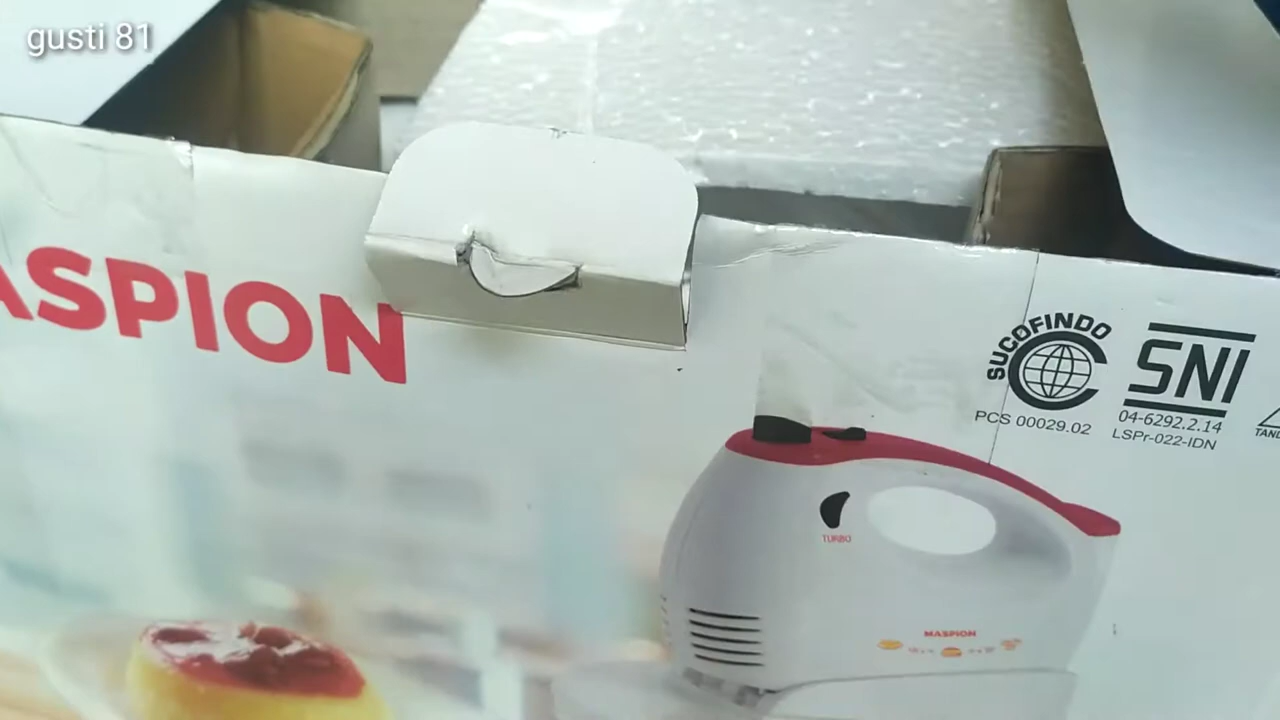 gusti 81
ASPION
SUCOFINDO
PCS 00029.02
SNI
04-6292.2.14
LSPr-022-IDN
TURBO
MASPION